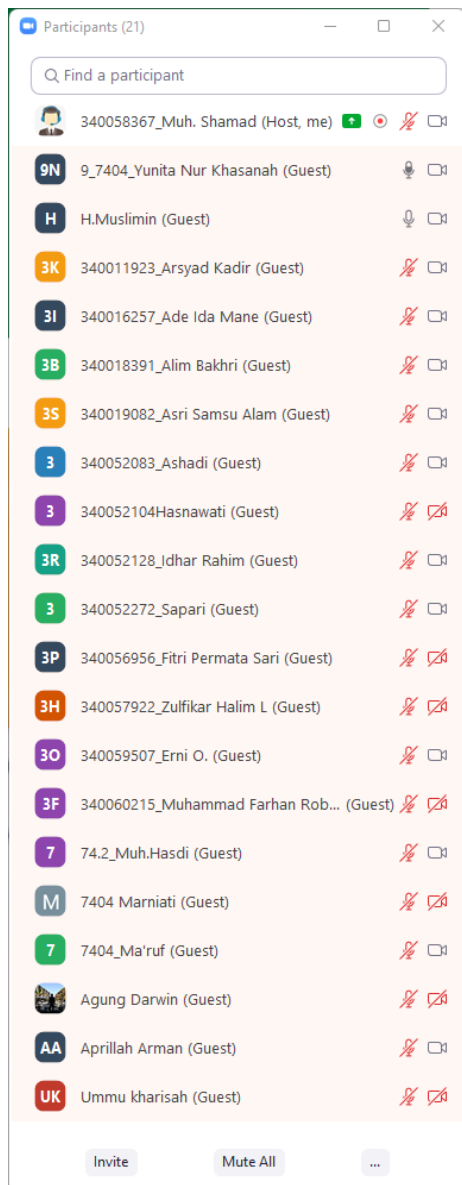 Participants (21)
Find a participant
340058367_Muh. Shamad (Host, me)
9N 9_7404_Yunita Nur Khasanah (Guest)
H H.Muslimin (Guest)
3K 340011923_Arsyad Kadir (Guest)
3I 340016257_Ade Ida Mane (Guest)
3B 340018391_Alim Bakhri (Guest)
3S 340019082_Asri Samsu Alam (Guest)
3 340052083_Ashadi (Guest)
3 340052104Hasnawati (Guest)
3R 340052128_Idhar Rahim (Guest)
3 340052272_Sapari (Guest)
3P 340056956_Fitri Permata Sari (Guest)
3H 340057922_Zulfikar Halim L (Guest)
3O 340059507_Erni O. (Guest)
3F 340060215_Muhammad Farhan Rob... (Guest)
7 74.2_Muh.Hasdi (Guest)
M 7404 Marniati (Guest)
7 7404_Ma'ruf (Guest)
Agung Darwin (Guest)
AA Aprillah Arman (Guest)
UK Ummu kharisah (Guest)
Invite Mute All ...